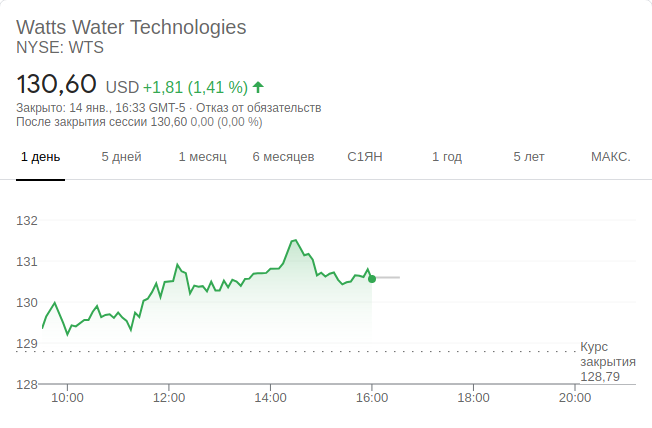 Watts Water Technologies
NYSE: WTS
130,60 USD +1,81 (1,41 %)
Закрыто: 14 янв., 16:33 GMT-5 · Отказ от обязательств
После закрытия сессии 130,60 0,00 (0,00 %)
1 день 5 дней 1 месяц 6 месяцев С1ЯН 1 год 5 лет МАКС.
132
131
130
129
128
Курс
закрытия
128,79
10:00 12:00 14:00 16:00 18:00 20:00